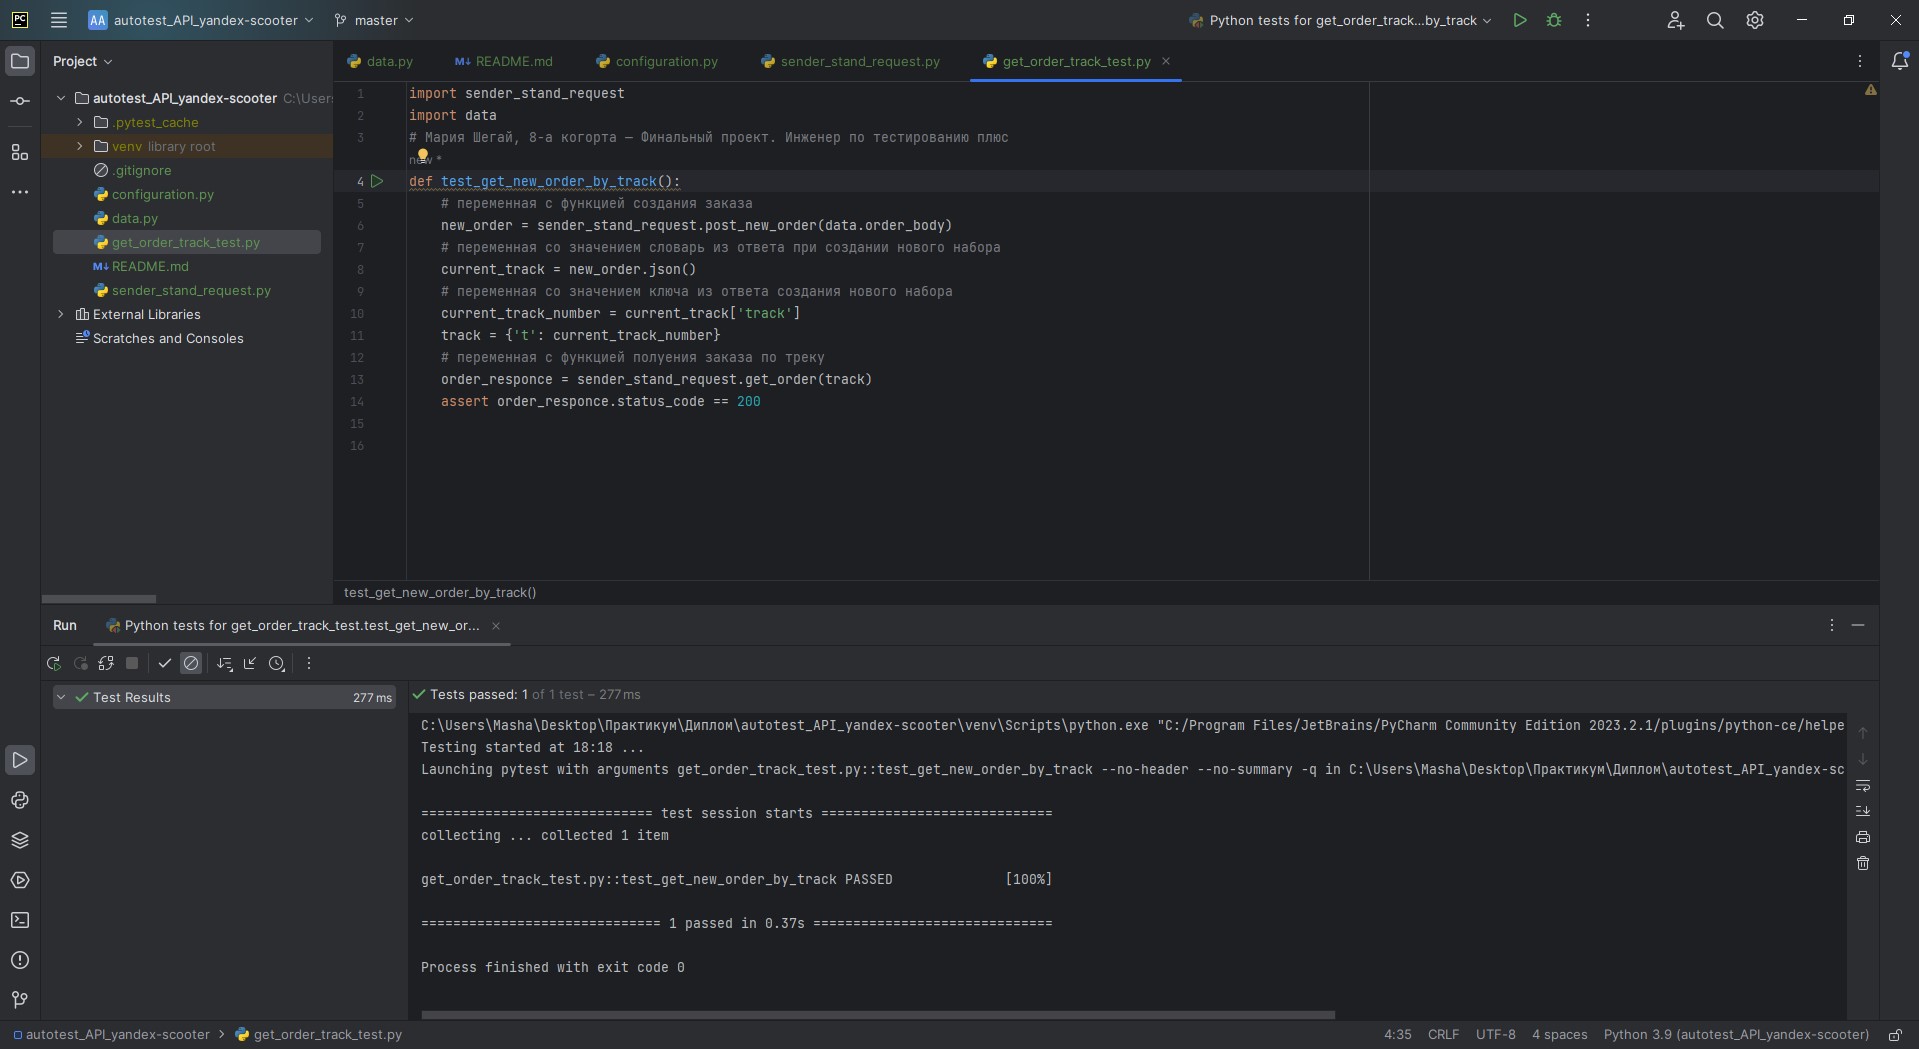 PC
AA autotest_API_yandex-scooter
master
Python tests for get_order_track...by_track
Project
data.py
M↓ README.md
configuration.py
sender_stand_request.py
get_order_track_test.py
autotest_API_yandex-scooter C:\Users
.pytest_cache
venv library root
.gitignore
configuration.py
data.py
get_order_track_test.py
M↓ README.md
sender_stand_request.py
External Libraries
Scratches and Consoles
1 import sender_stand_request
2 import data
3 # Мария Шегай, 8-а когорта — Финальный проект. Инженер по тестированию плюс
new *
4 def test_get_new_order_by_track():
5 # переменная с функцией создания заказа
6 new_order = sender_stand_request.post_new_order(data.order_body)
7 # переменная со значением словарь из ответа при создании нового набора
8 current_track = new_order.json()
9 # переменная со значением ключа из ответа создания нового набора
10 current_track_number = current_track['track']
11 track = {'t': current_track_number}
12 # переменная с функцией полуения заказа по треку
13 order_responce = sender_stand_request.get_order(track)
14 assert order_responce.status_code == 200
15
16
test_get_new_order_by_track()
Run
Python tests for get_order_track_test.test_get_new_or...
Test Results 277 ms
Tests passed: 1 of 1 test – 277 ms
C:\Users\Masha\Desktop\Практикум\Диплом\autotest_API_yandex-scooter\venv\Scripts\python.exe "C:/Program Files/JetBrains/PyCharm Community Edition 2023.2.1/plugins/python-ce/helpe
Testing started at 18:18 ...
Launching pytest with arguments get_order_track_test.py::test_get_new_order_by_track --no-header --no-summary -q in C:\Users\Masha\Desktop\Практикум\Диплом\autotest_API_yandex-sc
============================= test session starts =============================
collecting ... collected 1 item
get_order_track_test.py::test_get_new_order_by_track PASSED [100%]
============================== 1 passed in 0.37s ==============================
Process finished with exit code 0
autotest_API_yandex-scooter > get_order_track_test.py
4:35 CRLF UTF-8 4 spaces Python 3.9 (autotest_API_yandex-scooter)